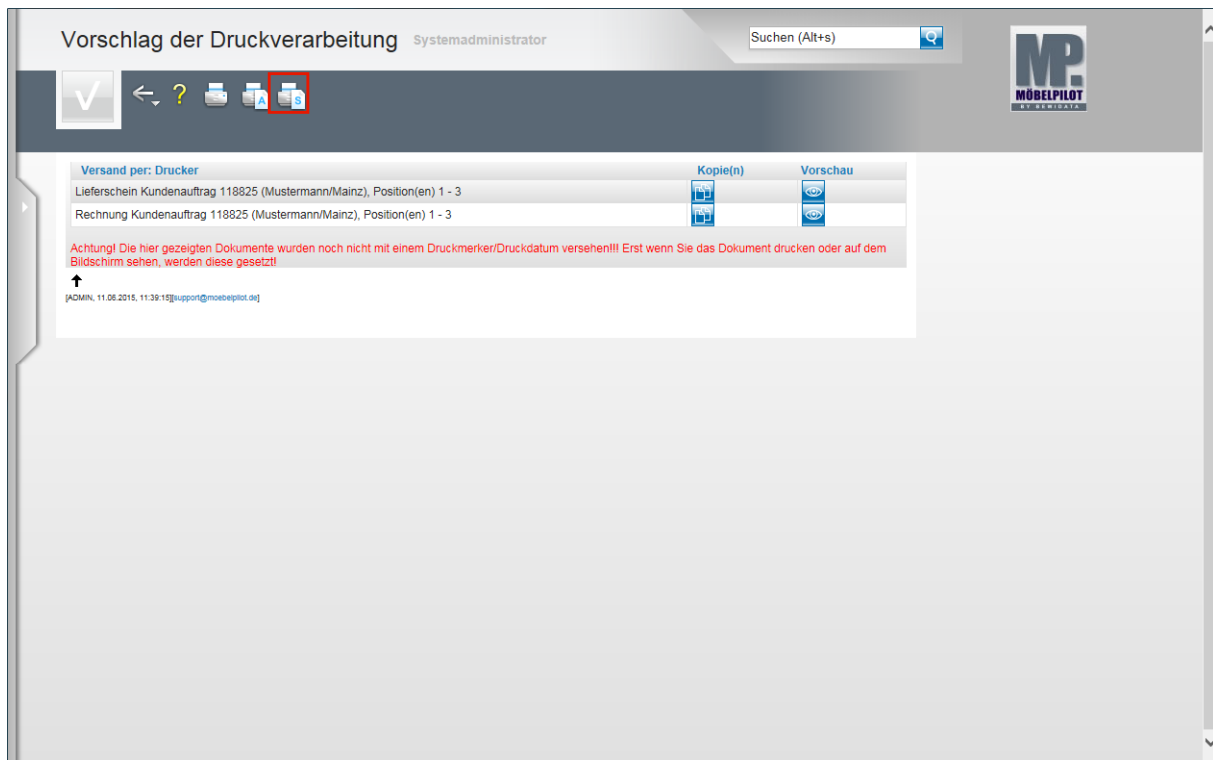 Vorschlag der Druckverarbeitung Systemadministrator
Suchen (Alt+s)
MP.
MÖBELPILOT
BY BEMIDATA
A
S
Versand per: Drucker Kopie(n) Vorschau
Lieferschein Kundenauftrag 118825 (Mustermann/Mainz), Position(en) 1 - 3
Rechnung Kundenauftrag 118825 (Mustermann/Mainz), Position(en) 1 - 3
Achtung! Die hier gezeigten Dokumente wurden noch nicht mit einem Druckmerker/Druckdatum versehen!!! Erst wenn Sie das Dokument drucken oder auf dem
Bildschirm sehen, werden diese gesetzt!
[ADMIN, 11.06.2015, 11:39:15][support@moebelpilot.de]